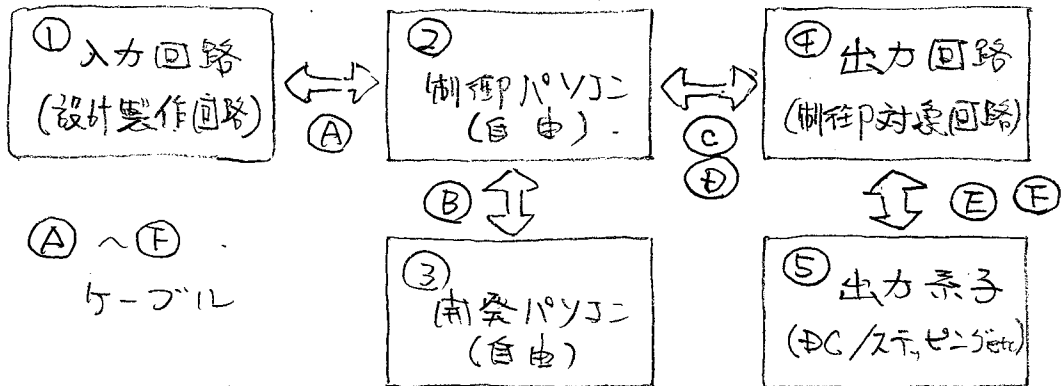 ① 入力回路
(設計製作回路)
Ⓐ
② 制御パソコン
(自由)
Ⓒ
Ⓓ
④ 出力回路
(制御対象回路)
Ⓑ
Ⓔ Ⓕ
Ⓐ ~ Ⓕ
ケーブル
③ 開発パソコン
(自由)
⑤ 出力素子
(DC/ステッピングetc)